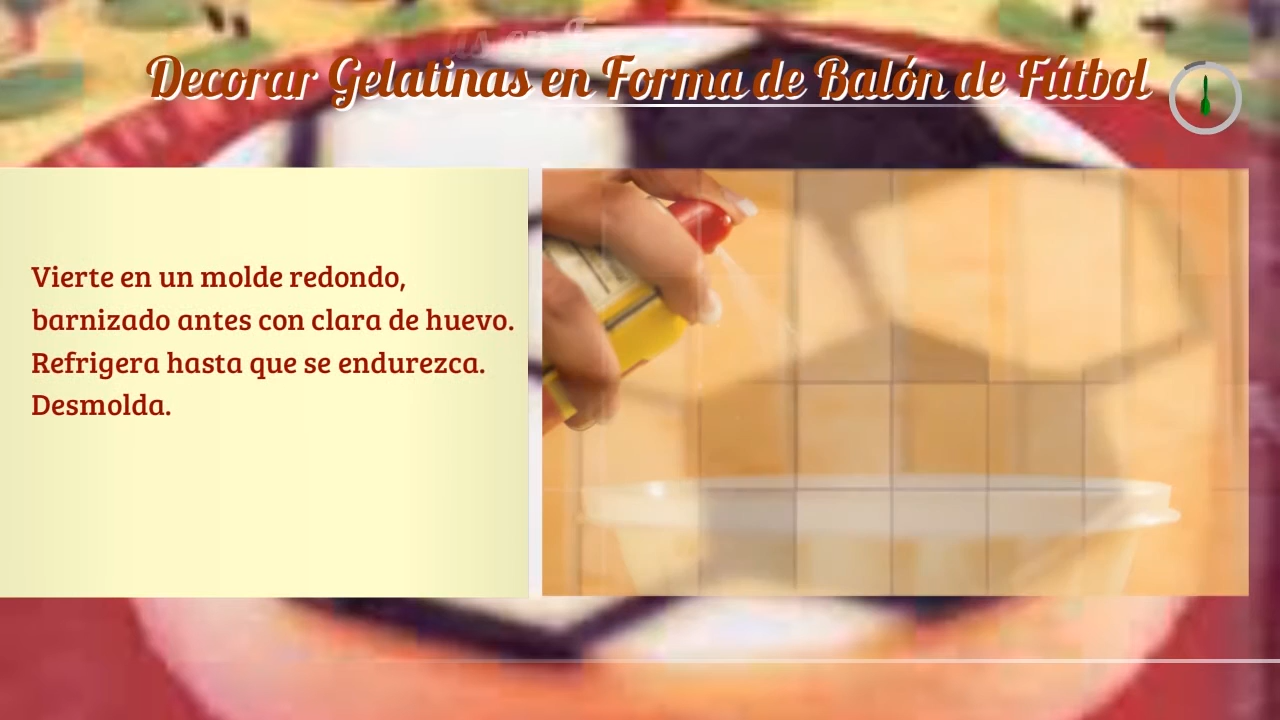 Decorar Gelatinas en Forma de Balón de Fútbol
Vierte en un molde redondo,
barnizado antes con clara de huevo.
Refrigera hasta que se endurezca.
Desmolda.